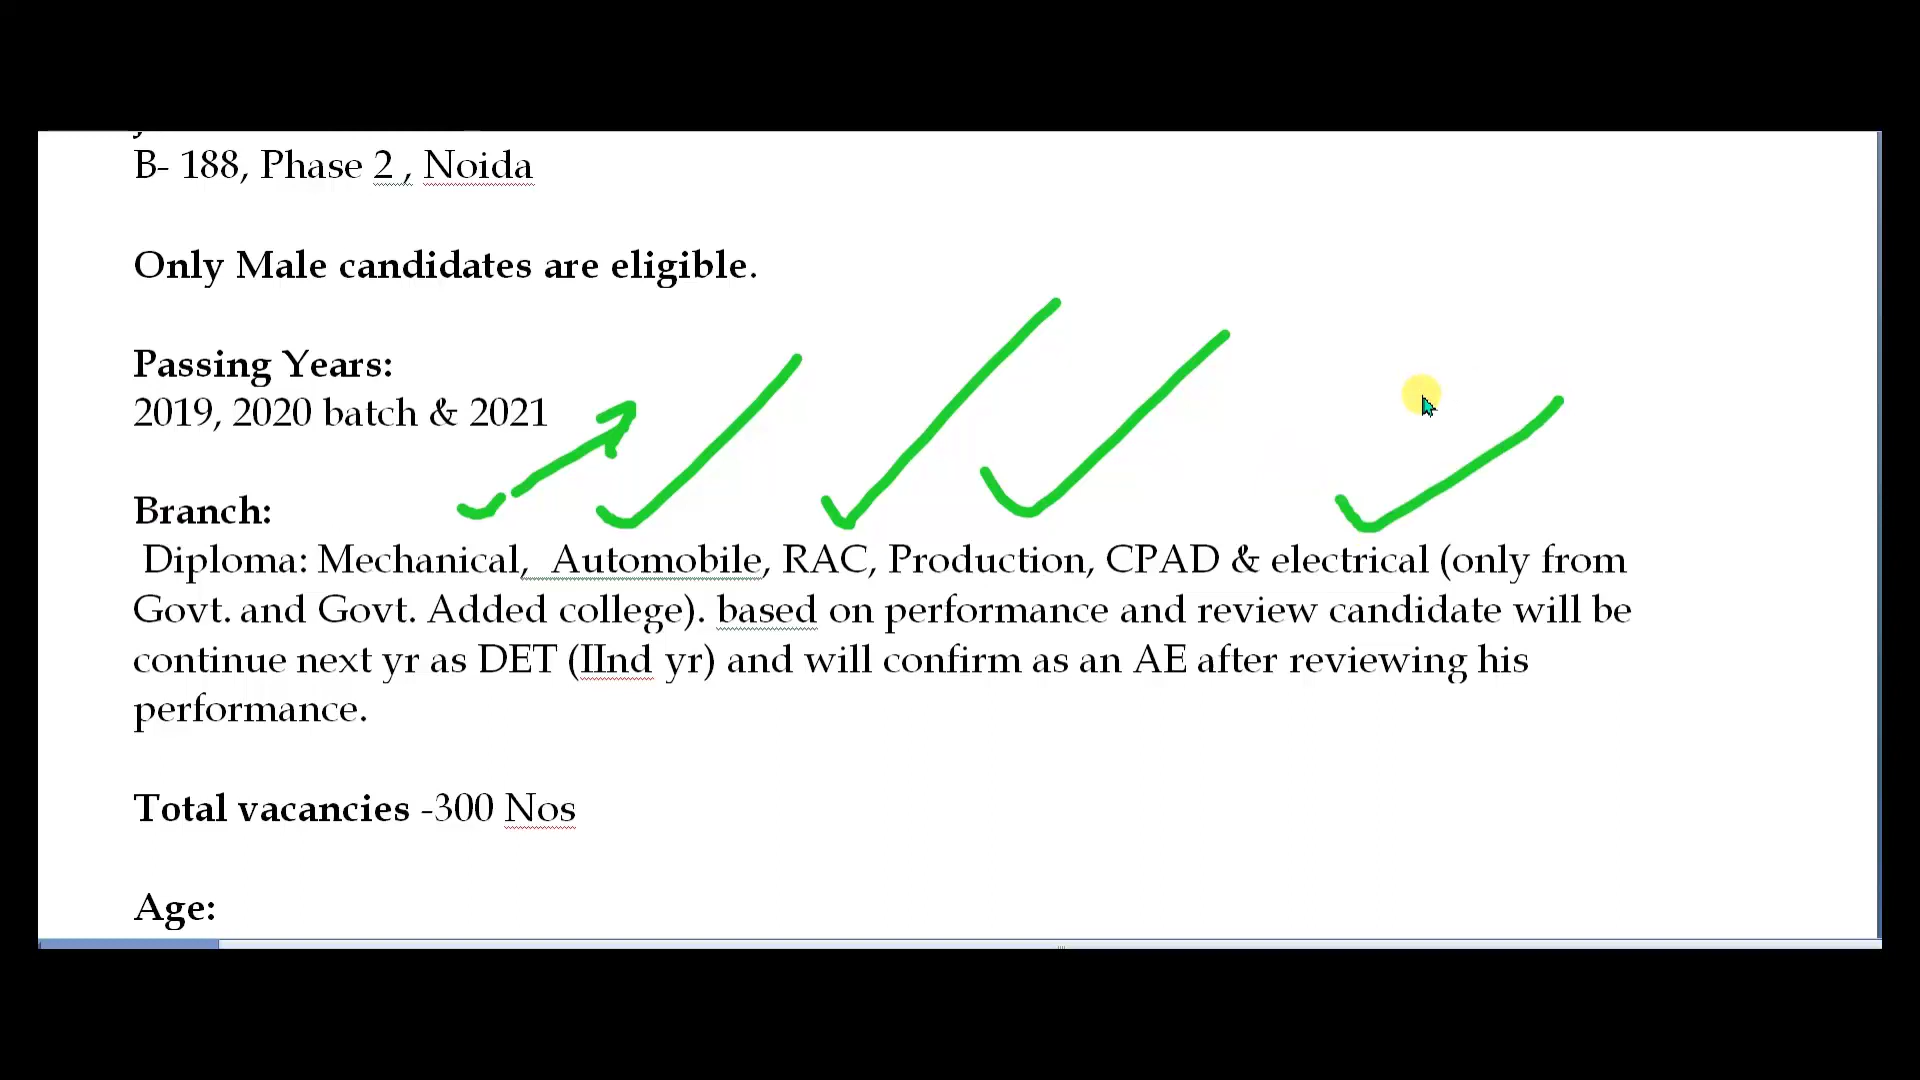 B- 188, Phase 2 , Noida
Only Male candidates are eligible.
Passing Years:
2019, 2020 batch & 2021
Branch:
Diploma: Mechanical,  Automobile, RAC, Production, CPAD & electrical (only from
Govt. and Govt. Added college). based on performance and review candidate will be
continue next yr as DET (IInd yr) and will confirm as an AE after reviewing his
performance.
Total vacancies -300 Nos
Age: